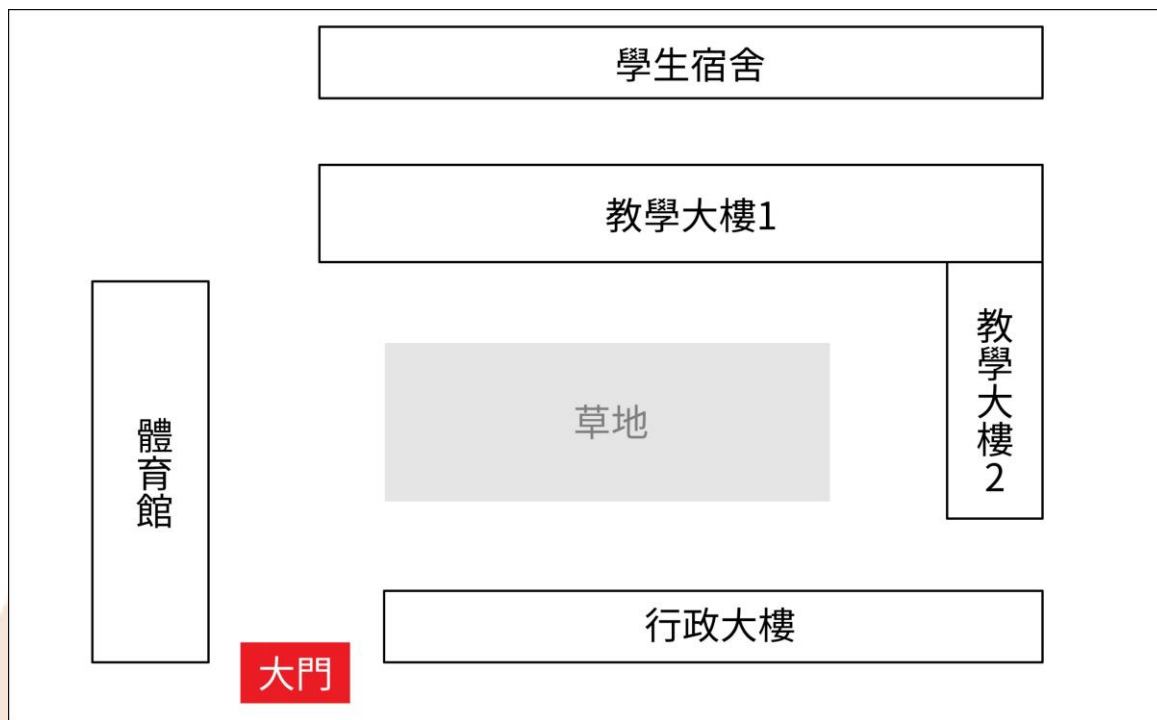 學生宿舍
教學大樓1
教學大樓2
草地
體育館
行政大樓
大門